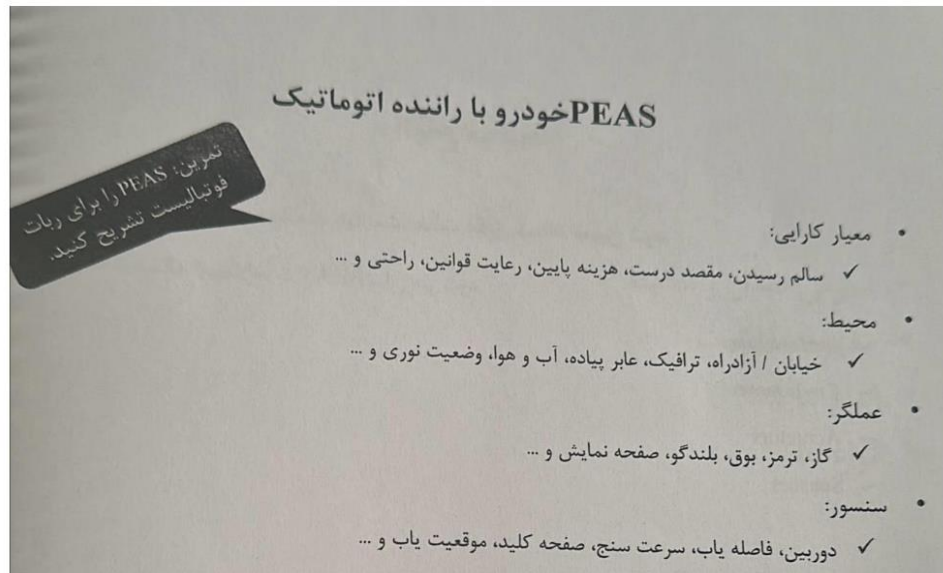 PEAS خودرو با راننده اتوماتیک
تمرین: PEAS را برای ربات
فوتبالیست تشریح کنید.
• معیار کارایی:
✓ سالم رسیدن، مقصد درست، هزینه پایین، رعایت قوانین، راحتی و ...
• محیط:
✓ خیابان / آزادراه، ترافیک، عابر پیاده، آب و هوا، وضعیت نوری و ...
• عملگر:
✓ گاز، ترمز، بوق، بلندگو، صفحه نمایش و ...
• سنسور:
✓ دوربین، فاصله یاب، سرعت سنج، صفحه کلید، موقعیت یاب و ...